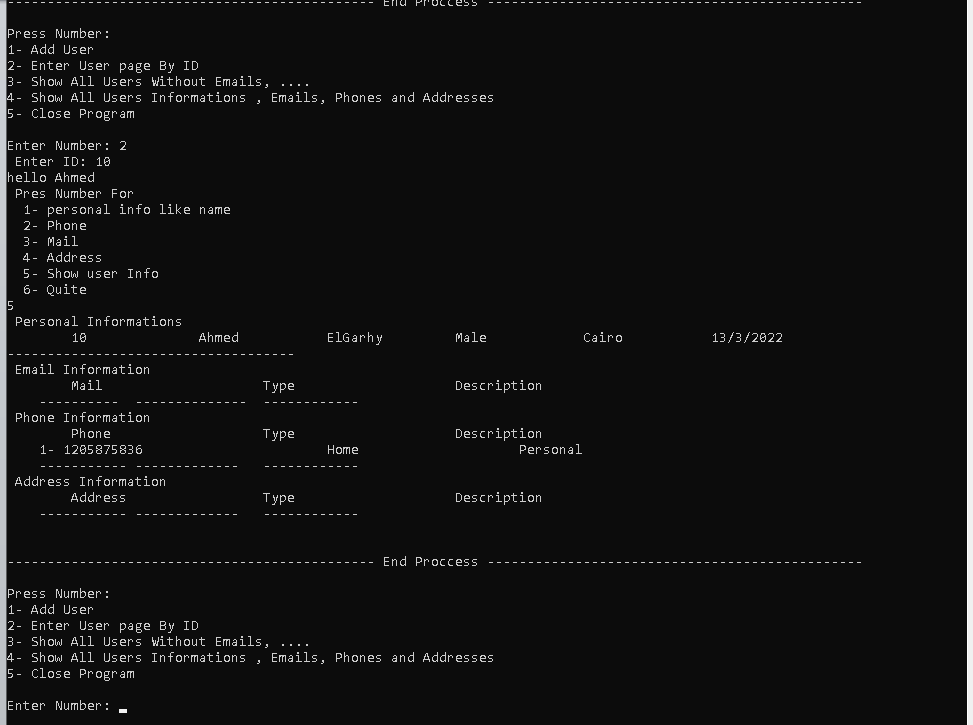 ---------------------------------------------- End Proccess -----------------------------------------------
Press Number:
1- Add User
2- Enter User page By ID
3- Show All Users Without Emails, ....
4- Show All Users Informations , Emails, Phones and Addresses
5- Close Program
Enter Number: 2
Enter ID: 10
hello Ahmed
Pres Number For
1- personal info like name
2- Phone
3- Mail
4- Address
5- Show user Info
6- Quite
5
Personal Informations
10 Ahmed ElGarhy Male Cairo 13/3/2022
------------------------------------
Email Information
Mail Type Description
---------- -------------- ------------
Phone Information
Phone Type Description
1- 1205875836 Home Personal
----------- ------------- ------------
Address Information
Address Type Description
----------- ------------- ------------
---------------------------------------------- End Proccess -----------------------------------------------
Press Number:
1- Add User
2- Enter User page By ID
3- Show All Users Without Emails, ....
4- Show All Users Informations , Emails, Phones and Addresses
5- Close Program
Enter Number: